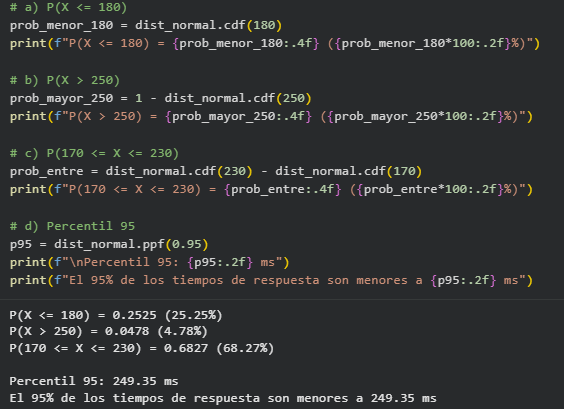 # a) P(X <= 180)
prob_menor_180 = dist_normal.cdf(180)
print(f"P(X <= 180) = {prob_menor_180:.4f} ({prob_menor_180*100:.2f}%)")

# b) P(X > 250)
prob_mayor_250 = 1 - dist_normal.cdf(250)
print(f"P(X > 250) = {prob_mayor_250:.4f} ({prob_mayor_250*100:.2f}%)")

# c) P(170 <= X <= 230)
prob_entre = dist_normal.cdf(230) - dist_normal.cdf(170)
print(f"P(170 <= X <= 230) = {prob_entre:.4f} ({prob_entre*100:.2f}%)")

# d) Percentil 95
p95 = dist_normal.ppf(0.95)
print(f"\nPercentil 95: {p95:.2f} ms")
print(f"El 95% de los tiempos de respuesta son menores a {p95:.2f} ms")

P(X <= 180) = 0.2525 (25.25%)
P(X > 250) = 0.0478 (4.78%)
P(170 <= X <= 230) = 0.6827 (68.27%)

Percentil 95: 249.35 ms
El 95% de los tiempos de respuesta son menores a 249.35 ms